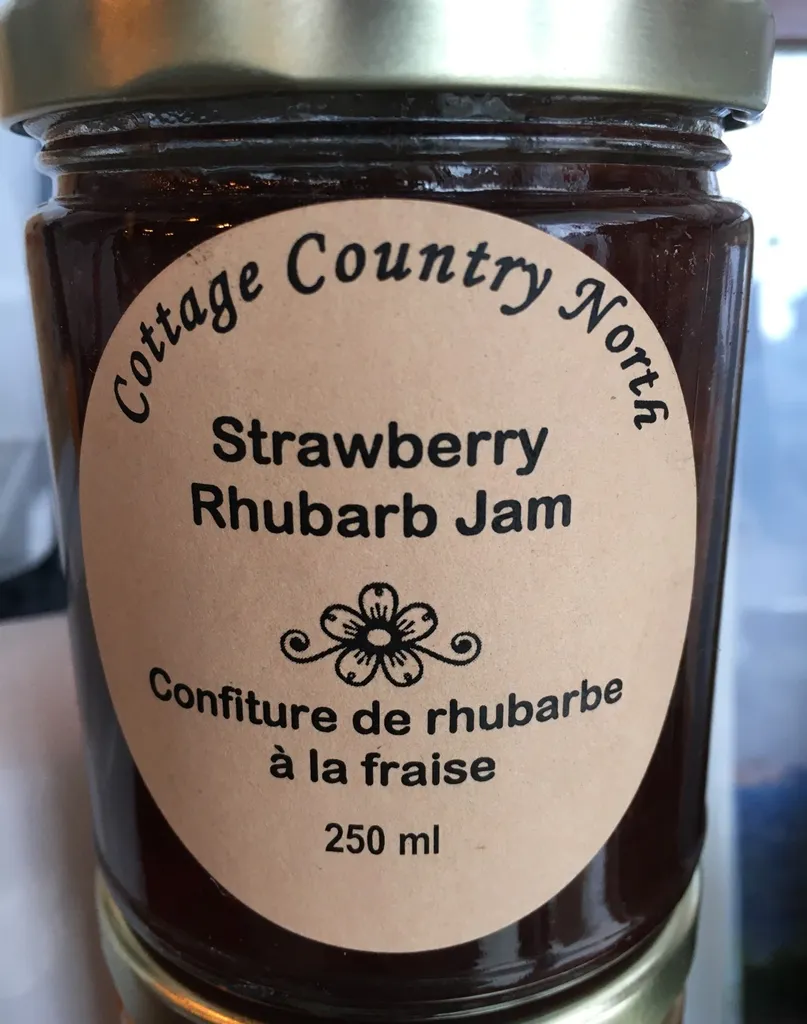 Cottage Country North
Strawberry
Rhubarb Jam
Confiture de rhubarbe
à la fraise
250 ml